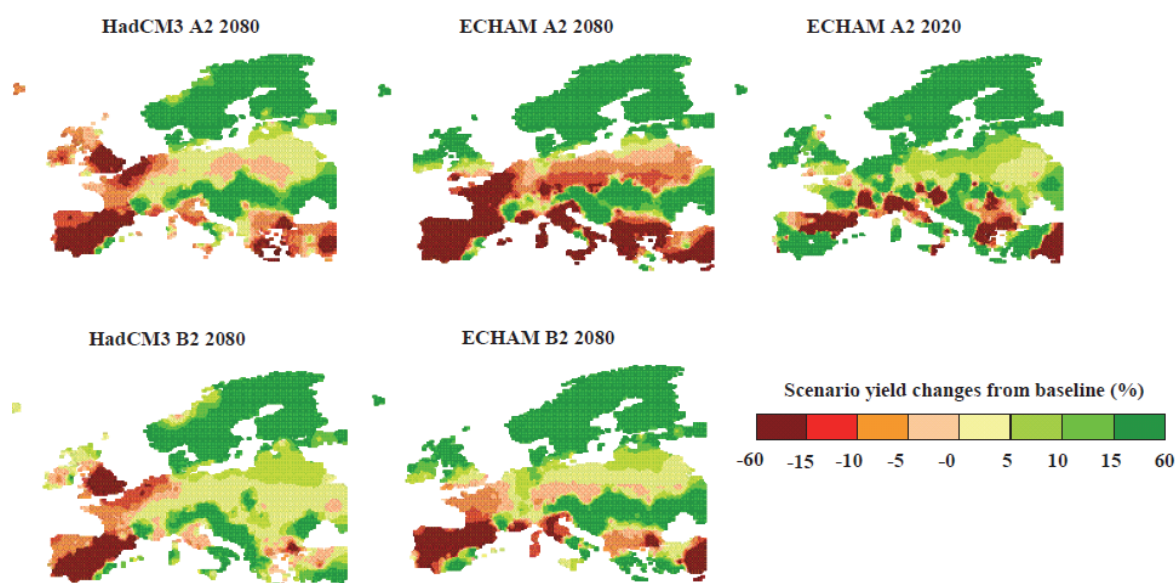 HadCM3 A2 2080
ECHAM A2 2080
ECHAM A2 2020
HadCM3 B2 2080
ECHAM B2 2080
Scenario yield changes from baseline (%)
-60 -15 -10 -5 -0 5 10 15 60